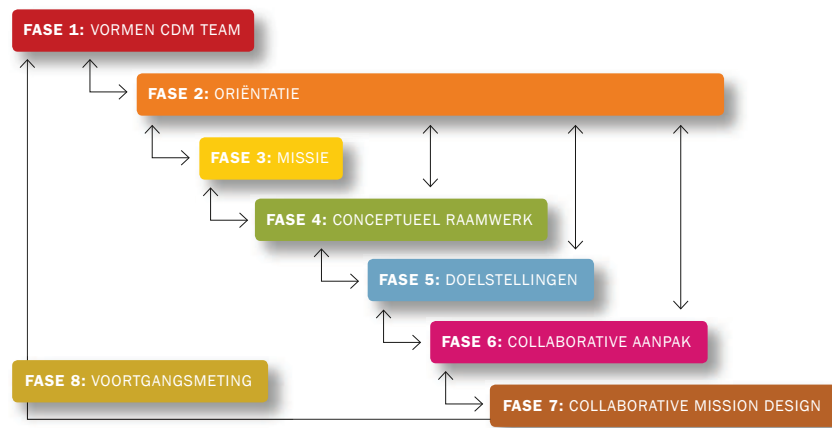 FASE 1: VORMEN CDM TEAM
FASE 2: ORIËNTATIE
FASE 3: MISSIE
FASE 4: CONCEPTUEEL RAAMWERK
FASE 5: DOELSTELLINGEN
FASE 6: COLLABORATIVE AANPAK
FASE 8: VOORTGANGSMETING
FASE 7: COLLABORATIVE MISSION DESIGN